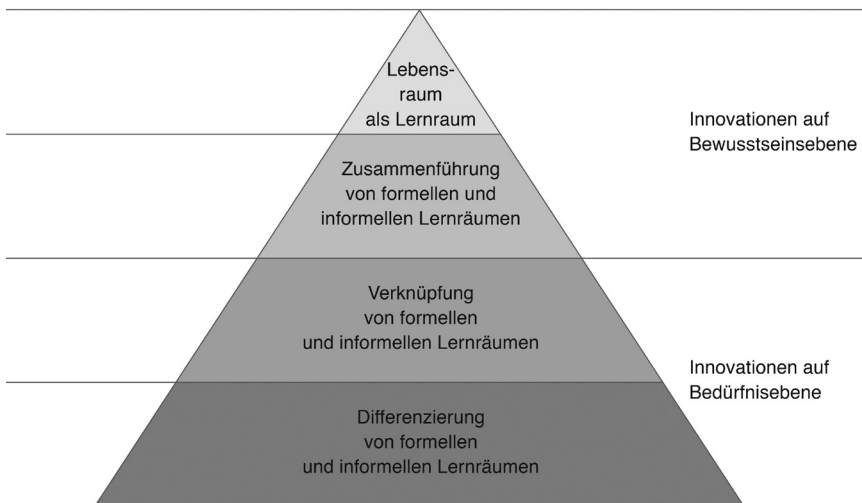 Lebens-
raum
als Lernraum
Innovationen auf
Bewusstseinsebene
Zusammenführung
von formellen und
informellen Lernräumen
Verknüpfung
von formellen
und informellen Lernräumen
Innovationen auf
Bedürfnisebene
Differenzierung
von formellen
und informellen Lernräumen